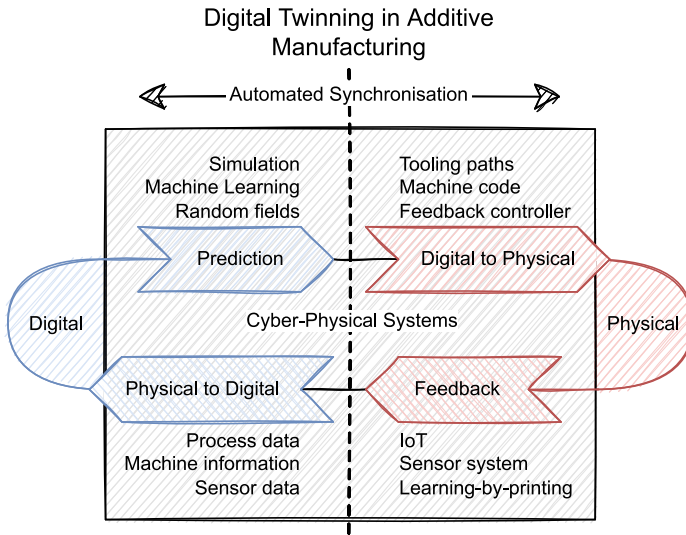 Digital Twinning in Additive
Manufacturing
Automated Synchronisation
Simulation
Machine Learning
Random fields
Tooling paths
Machine code
Feedback controller
Prediction
Digital to Physical
Digital
Cyber-Physical Systems
Physical
Physical to Digital
Feedback
Process data
Machine information
Sensor data
IoT
Sensor system
Learning-by-printing